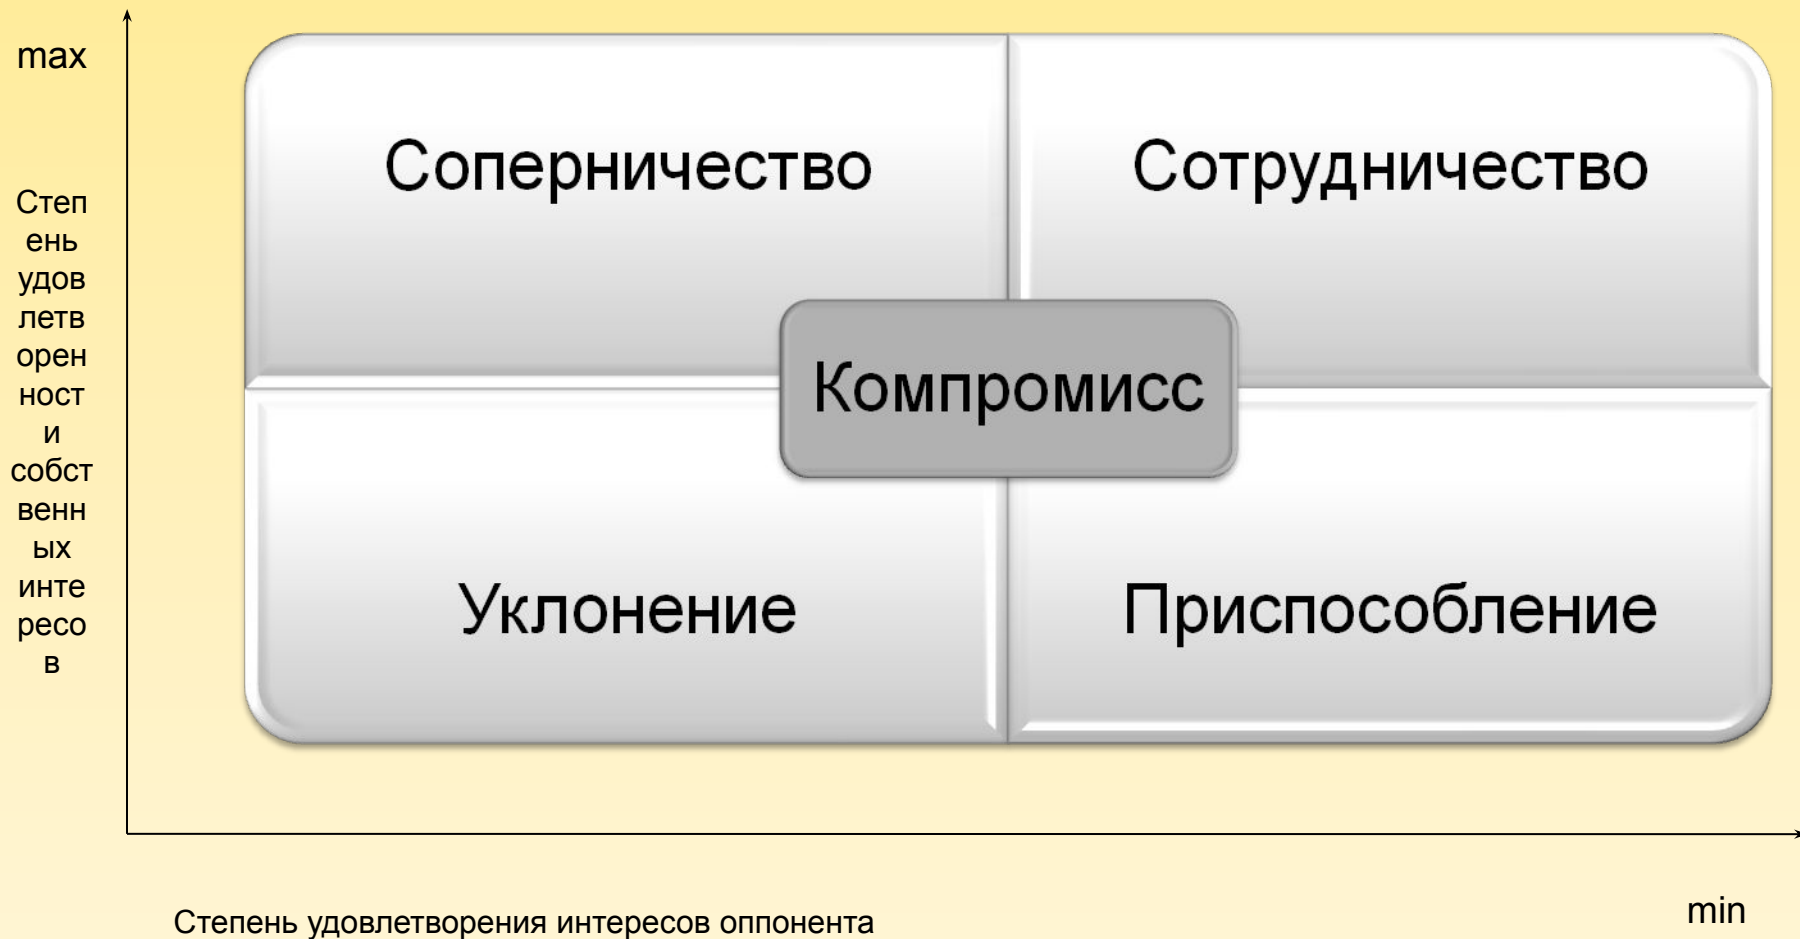 max
Соперничество
Сотрудничество
Степ
ень
удов
летв
орен
ност
и
собст
венн
ых
инте
ресо
в
Компромисс
Уклонение
Приспособление
Степень удовлетворения интересов оппонента
min